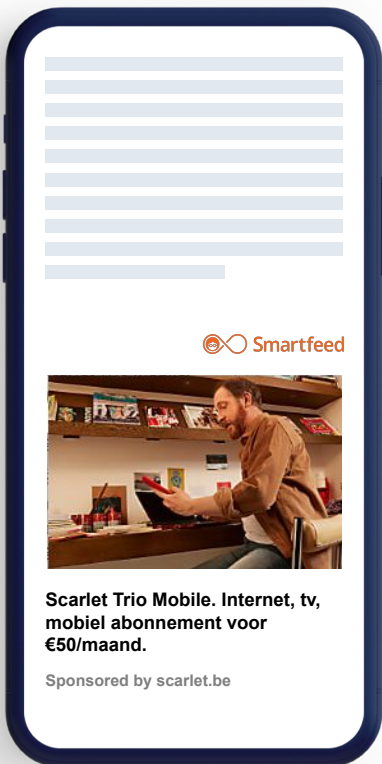 Smartfeed
Scarlet Trio Mobile. Internet, tv,
mobiel abonnement voor
€50/maand.
Sponsored by scarlet.be